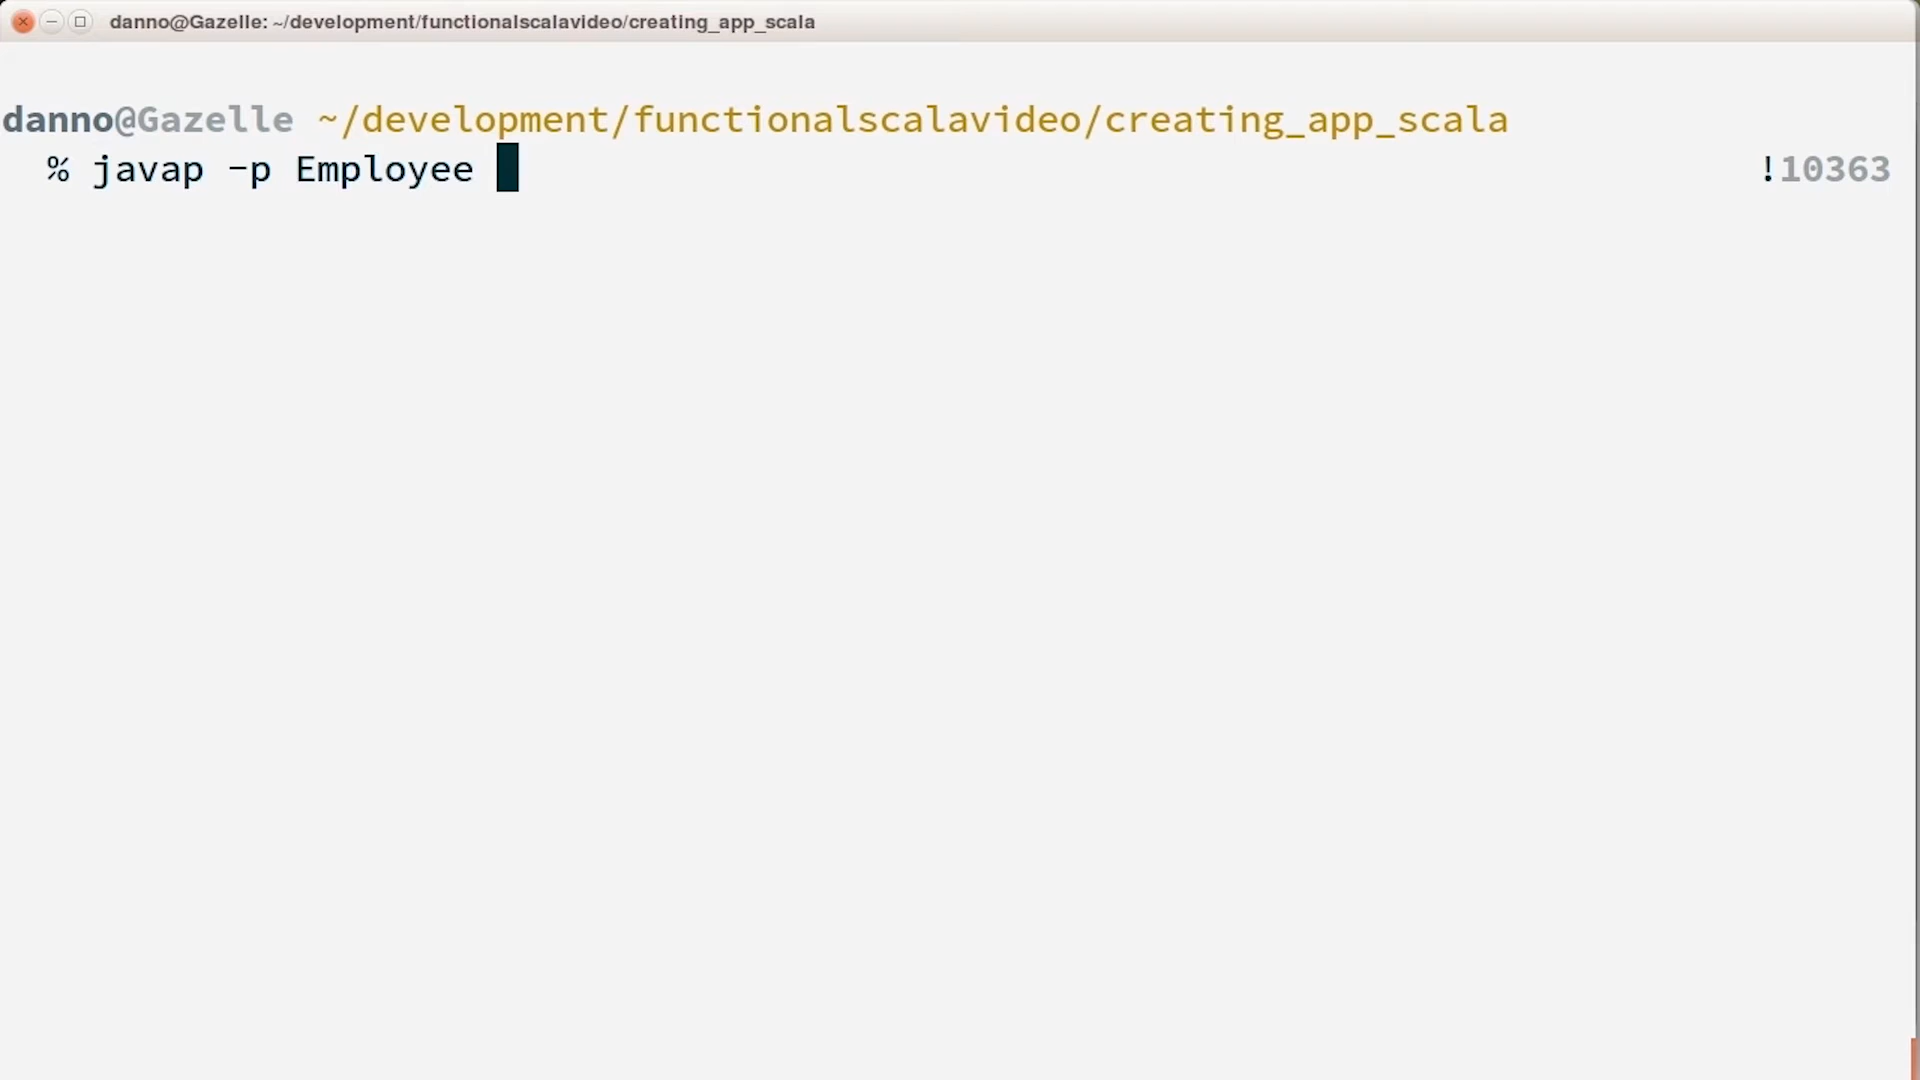 danno@Gazelle: ~/development/functionalscalavideo/creating_app_scala
danno@Gazelle ~/development/functionalscalavideo/creating_app_scala
% javap -p Employee !10363